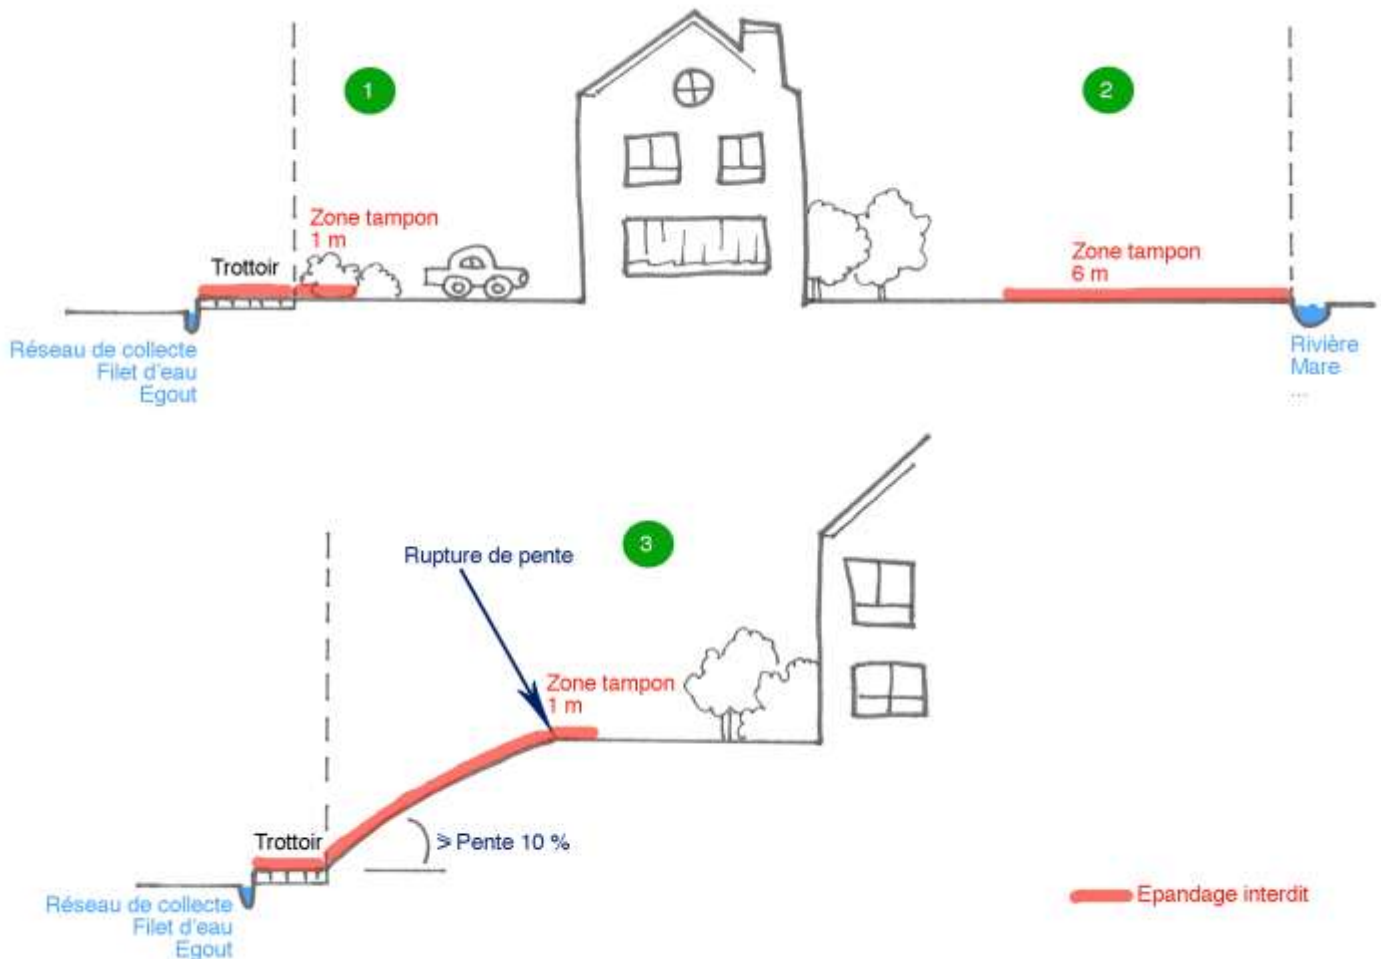 1
2
Zone tampon
1 m
Trottoir
Zone tampon
6 m
Réseau de collecte
Filet d'eau
Egout
Rivière
Mare
...
3
Rupture de pente
Zone tampon
1 m
Trottoir
⩾ Pente 10 %
Réseau de collecte
Filet d'eau
Egout
Epandage interdit